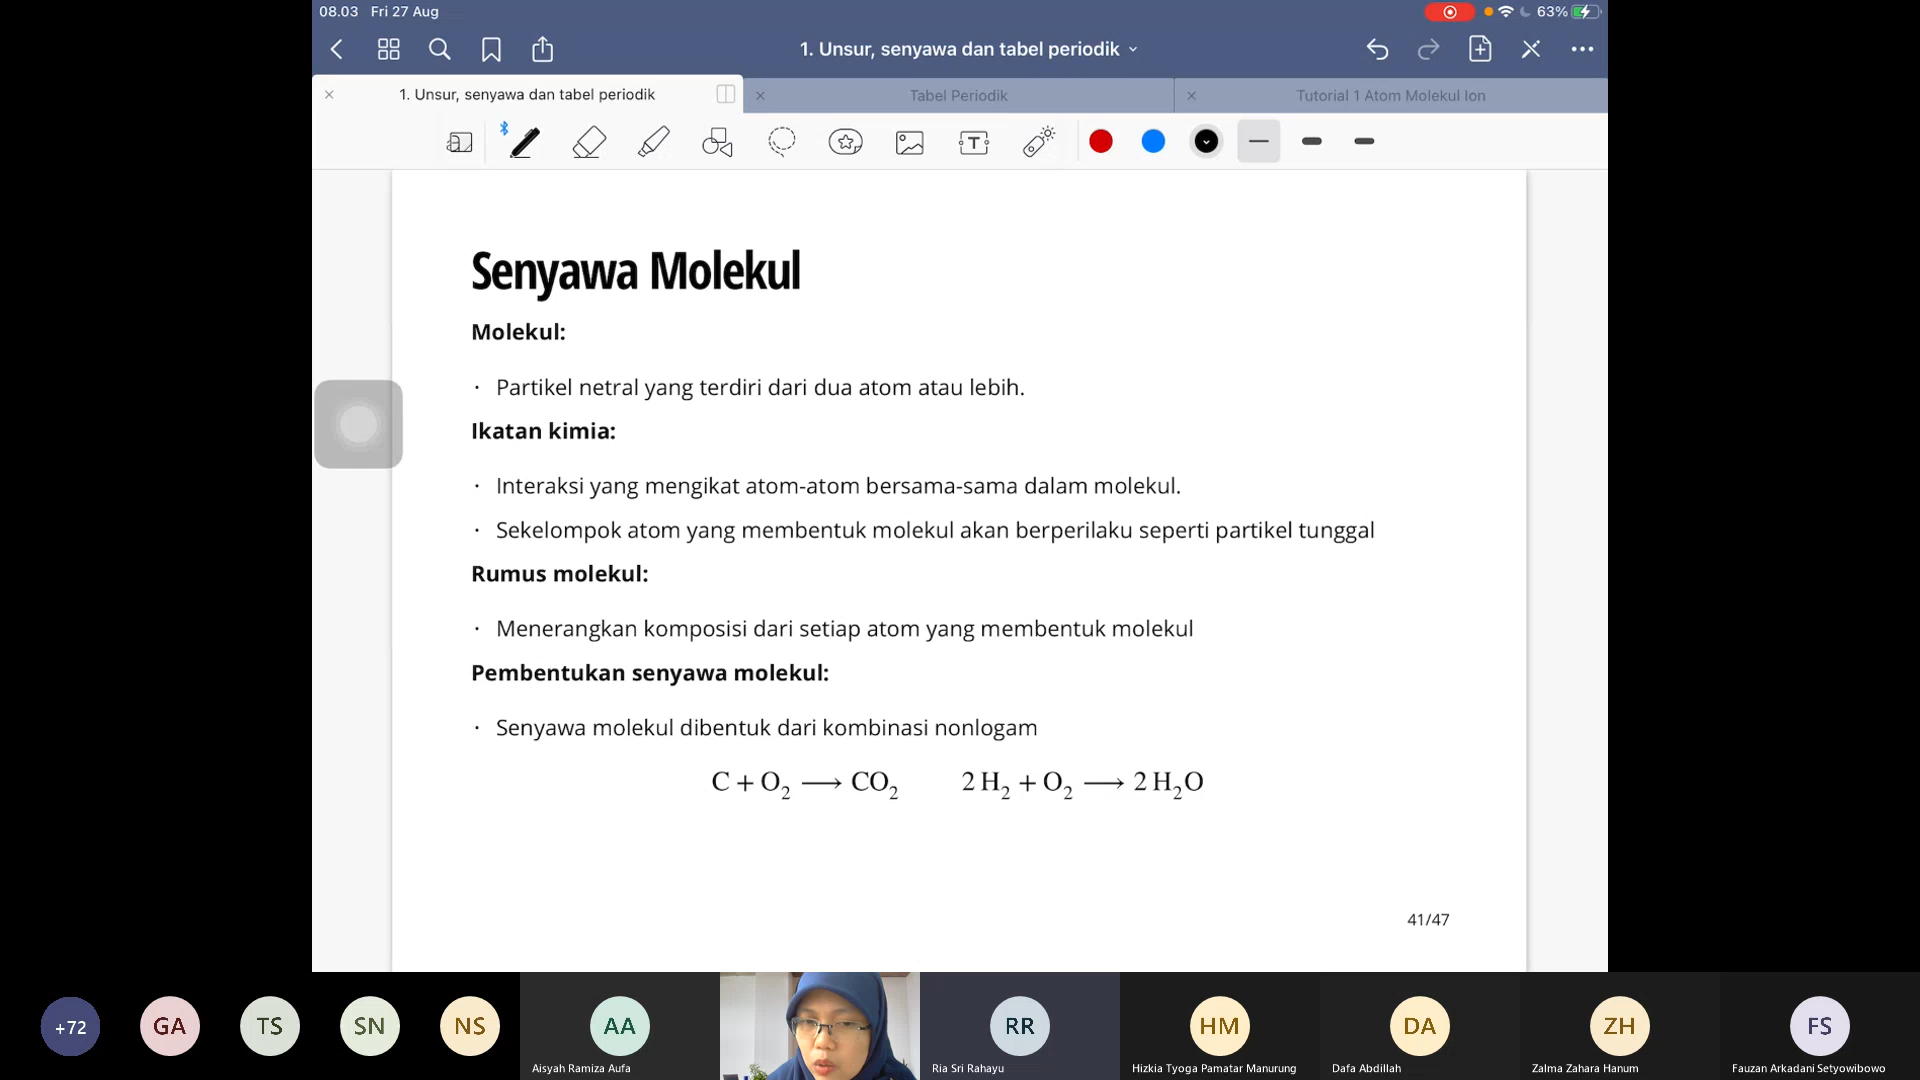 08.03 Fri 27 Aug
63%
1. Unsur, senyawa dan tabel periodik
1. Unsur, senyawa dan tabel periodik
Tabel Periodik
Tutorial 1 Atom Molekul Ion
a
T
Senyawa Molekul
Molekul:
· Partikel netral yang terdiri dari dua atom atau lebih.
Ikatan kimia:
· Interaksi yang mengikat atom-atom bersama-sama dalam molekul.
· Sekelompok atom yang membentuk molekul akan berperilaku seperti partikel tunggal
Rumus molekul:
· Menerangkan komposisi dari setiap atom yang membentuk molekul
Pembentukan senyawa molekul:
· Senyawa molekul dibentuk dari kombinasi nonlogam
C + O₂ ⟶ CO₂ 2 H₂ + O₂ ⟶ 2 H₂O
41/47
+72 GA TS SN NS AA RR HM DA ZH FS
Aisyah Ramiza Aufa Ria Sri Rahayu Hizkia Tyoga Pamatar Manurung Dafa Abdillah Zalma Zahara Hanum Fauzan Arkadani Setyowibowo